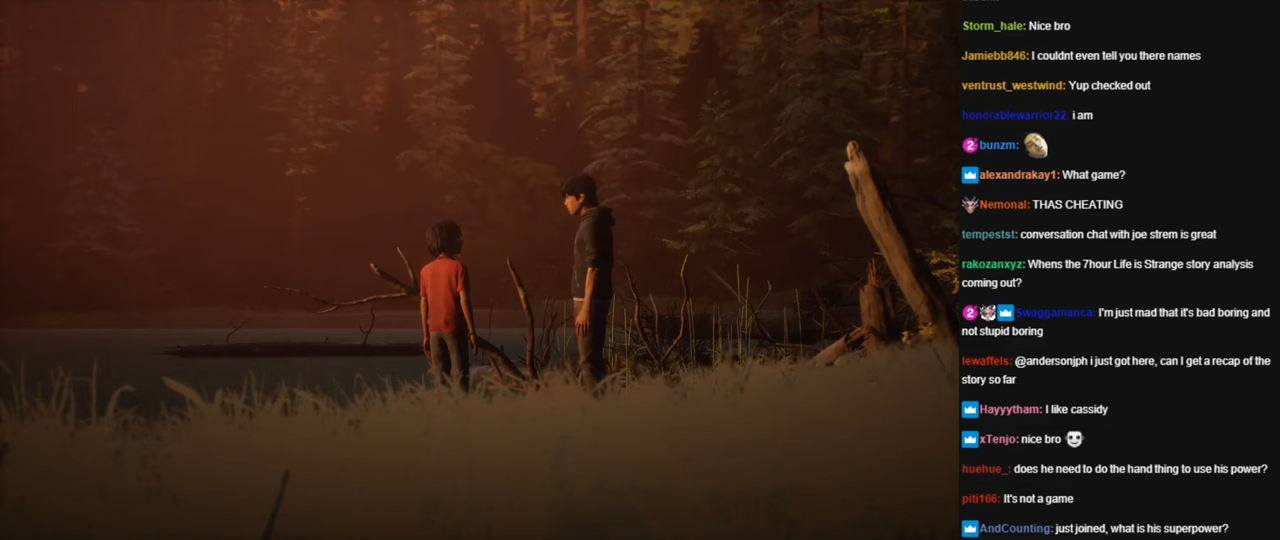 Storm_hale: Nice bro
Jamiebb846: I couldnt even tell you there names
ventrust_westwind: Yup checked out
honorablewarrior22: i am
2 bunzm:
alexandrakay1: What game?
Nemonal: THAS CHEATING
tempestst: conversation chat with joe strem is great
rakozanxyz: Whens the 7hour Life is Strange story analysis
coming out?
2 Swaggamanca: I'm just mad that it's bad boring and
not stupid boring
lewaffels: @andersonjph i just got here, can I get a recap of the
story so far
Hayyytham: I like cassidy
xTenjo: nice bro
huehue_: does he need to do the hand thing to use his power?
piti166: It's not a game
AndCounting: just joined, what is his superpower?